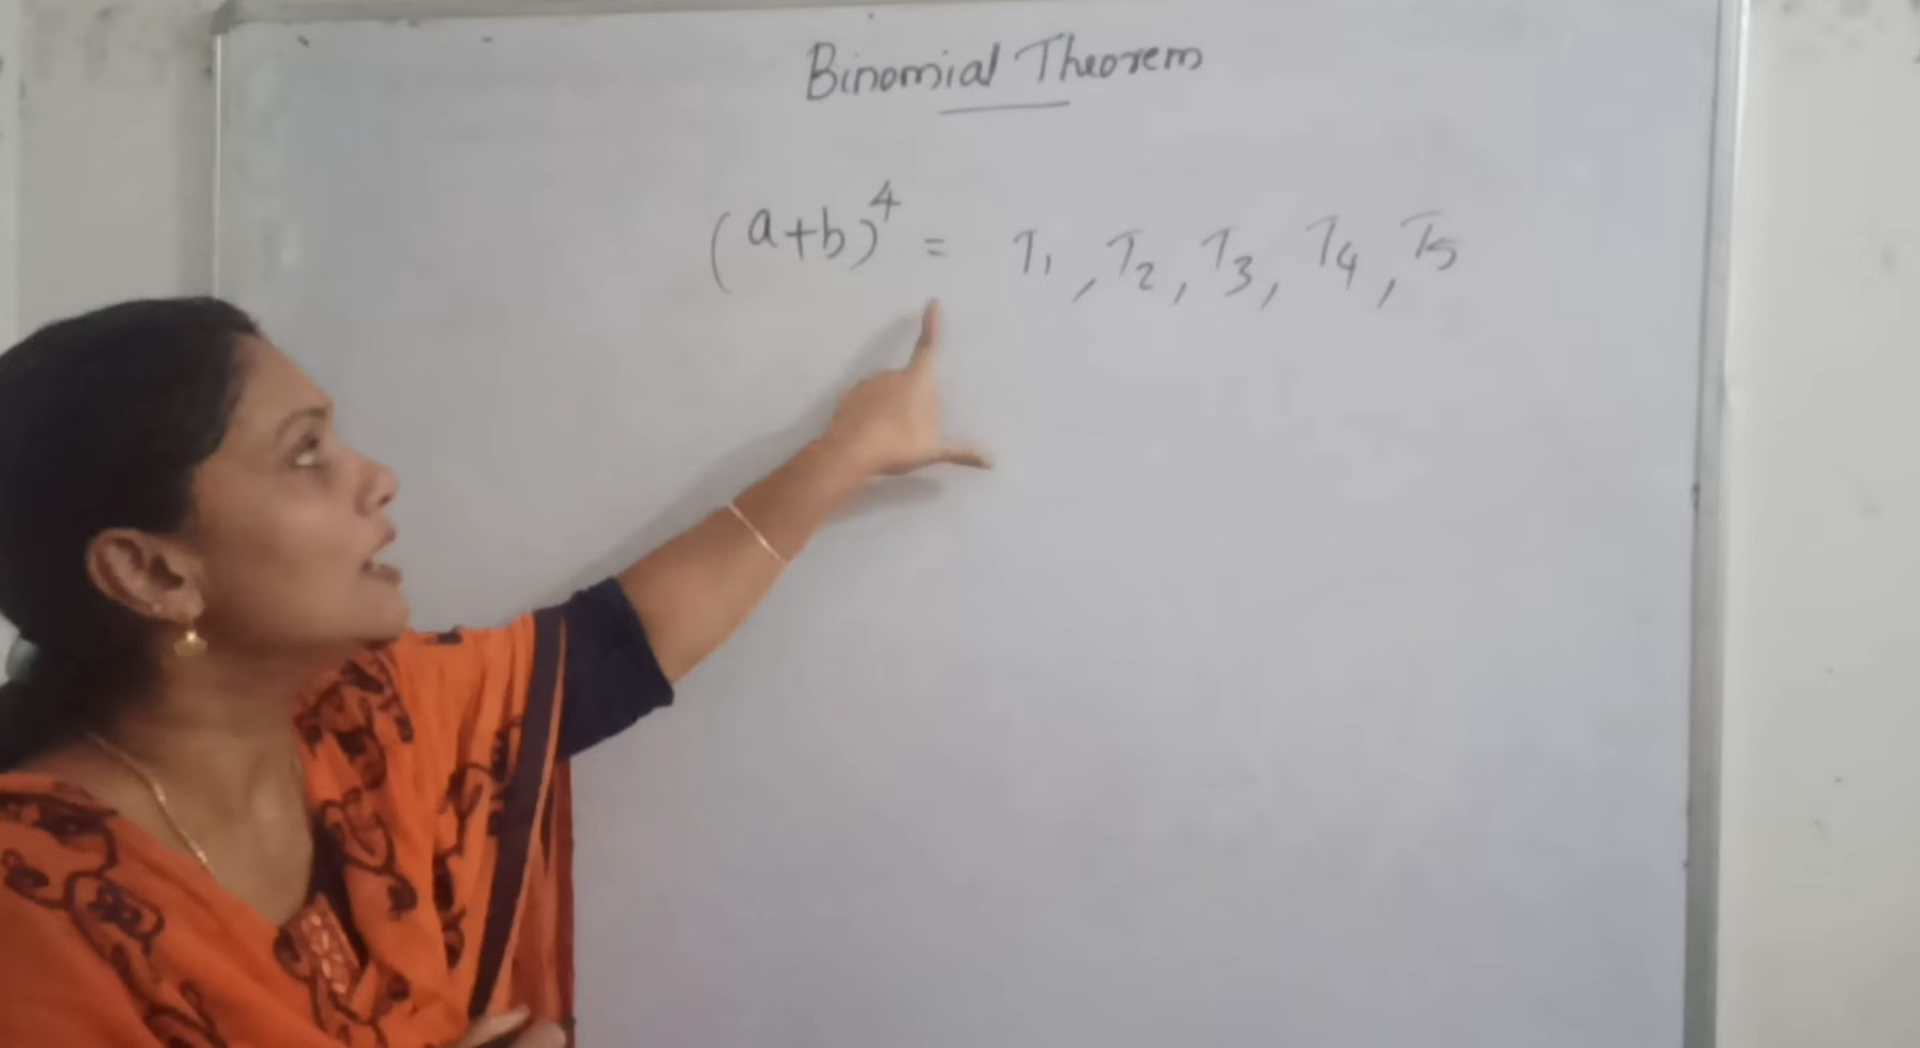 Binomial Theorem
(a+b)⁴ = T₁, T₂, T₃, T₄, T₅